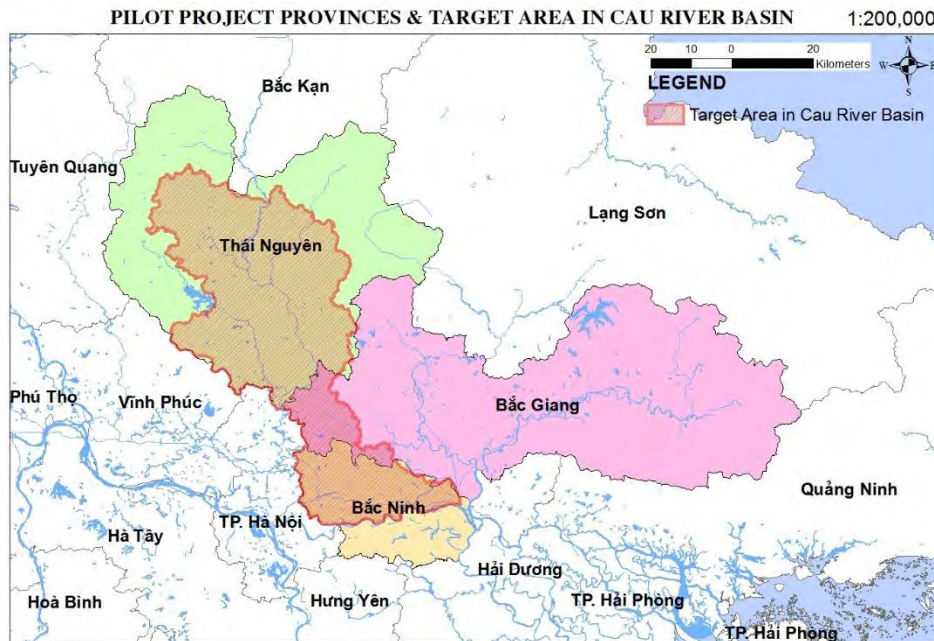 PILOT PROJECT PROVINCES & TARGET AREA IN CAU RIVER BASIN 1:200,000
20 10 0 20
Kilometers
N
W E
S
LEGEND
Target Area in Cau River Basin
Bắc Kạn
Tuyên Quang
Lạng Sơn
Thái Nguyên
Phú Thọ
Vĩnh Phúc
Bắc Giang
Quảng Ninh
Bắc Ninh
TP. Hà Nội
Hà Tây
Hải Dương
Hoà Bình
Hưng Yên
TP. Hải Phòng
TP. Hải Phong